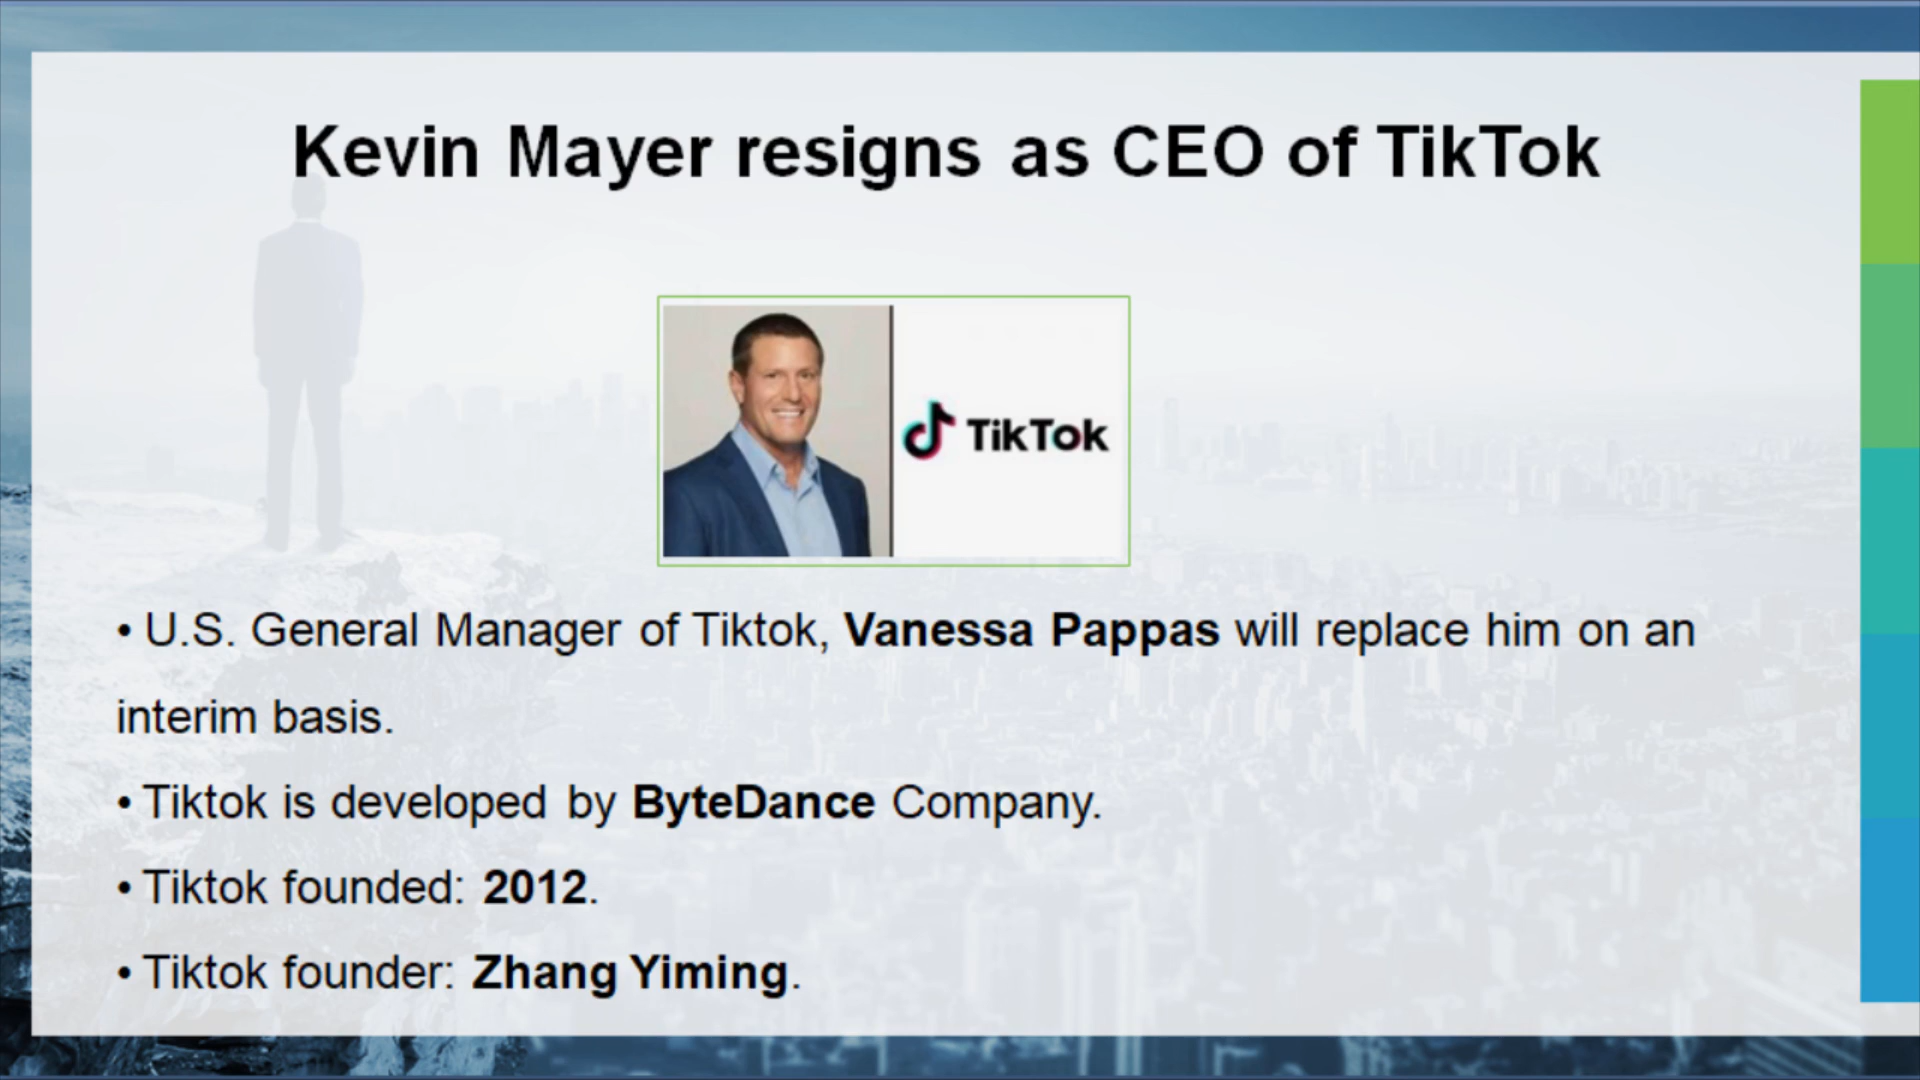 Kevin Mayer resigns as CEO of TikTok
TikTok
• U.S. General Manager of Tiktok, Vanessa Pappas will replace him on an
interim basis.
• Tiktok is developed by ByteDance Company.
• Tiktok founded: 2012.
• Tiktok founder: Zhang Yiming.